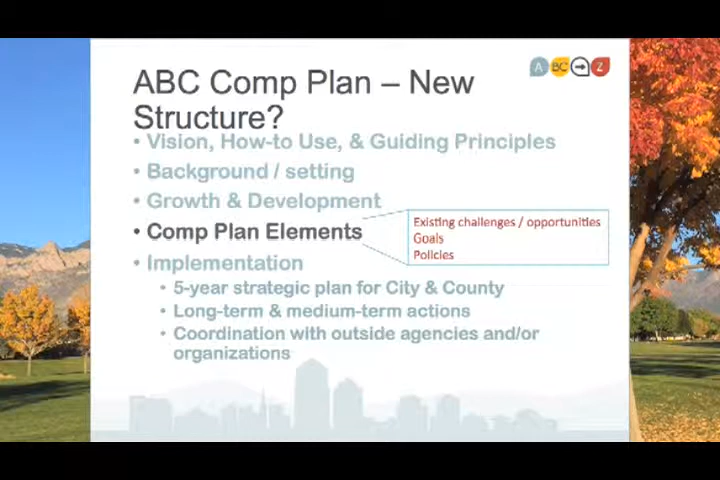 ABC Comp Plan – New
Structure?
A BC Z
• Vision, How-to Use, & Guiding Principles
• Background / setting
• Growth & Development
• Comp Plan Elements
Existing challenges / opportunities
Goals
Policies
• Implementation
• 5-year strategic plan for City & County
• Long-term & medium-term actions
• Coordination with outside agencies and/or
organizations